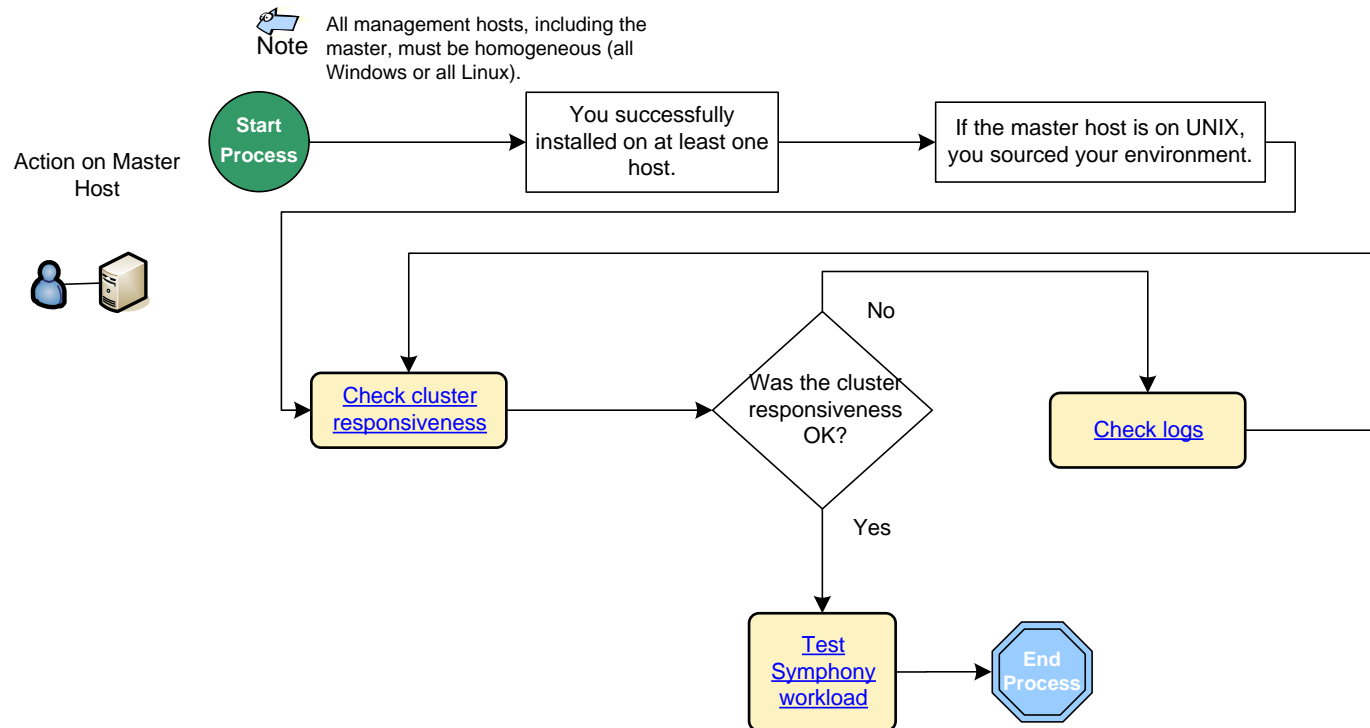 Note
All management hosts, including the
master, must be homogeneous (all
Windows or all Linux).
Action on Master
Host
Start
Process
You successfully
installed on at least one
host.
If the master host is on UNIX,
you sourced your environment.
Check cluster
responsiveness
Was the cluster
responsiveness
OK?
No
Check logs
Yes
Test
Symphony
workload
End
Process